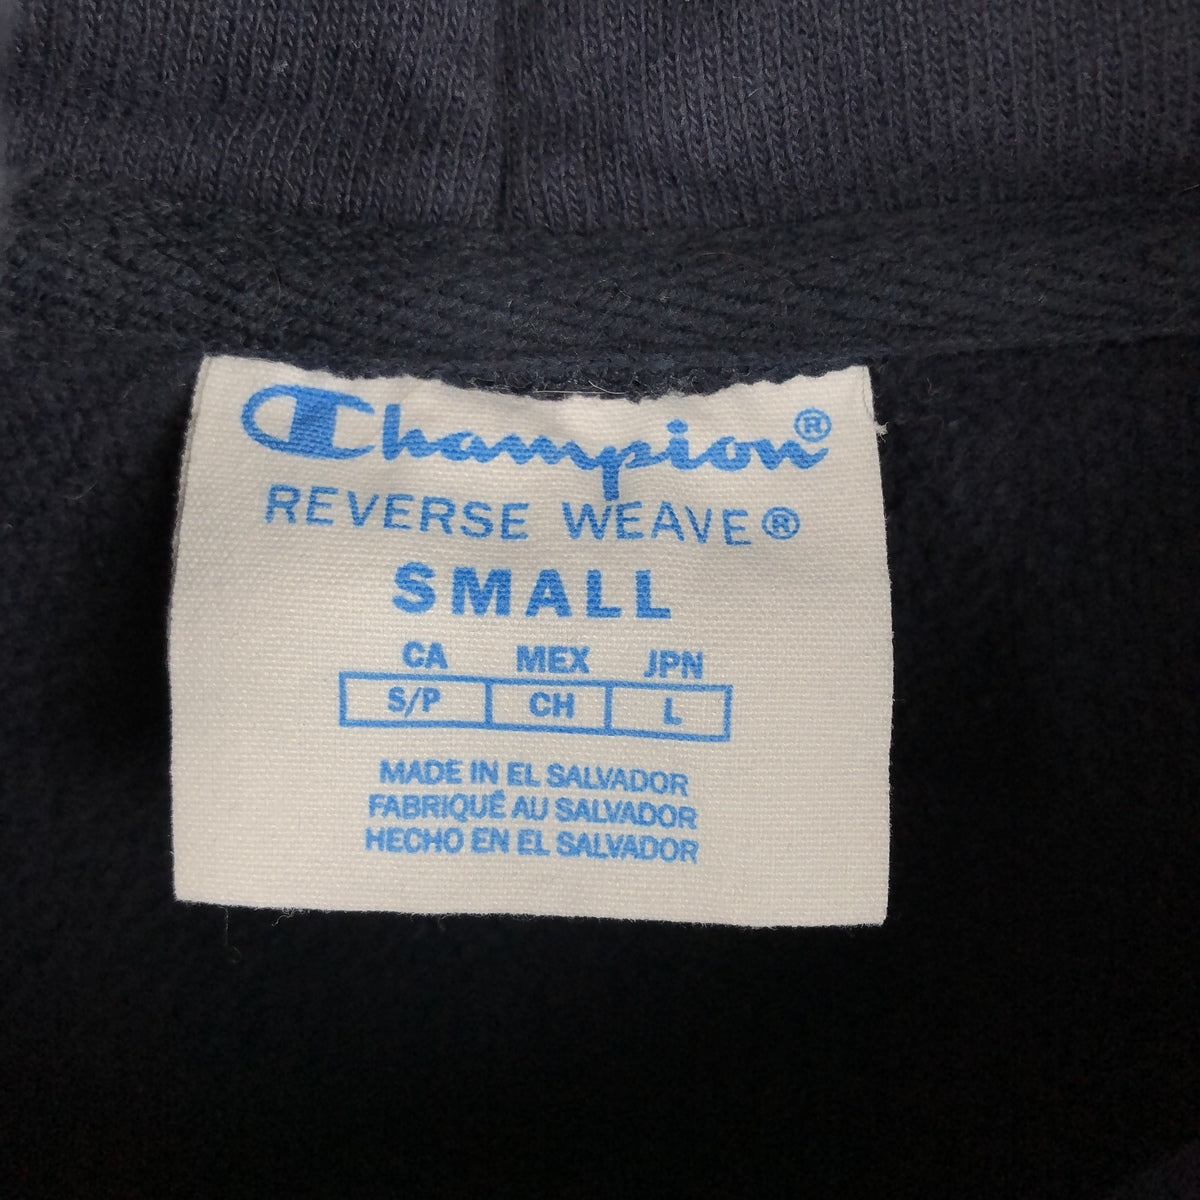 Champion®
REVERSE WEAVE®
SMALL
CA MEX JPN
S/P CH L
MADE IN EL SALVADOR
FABRIQUÉ AU SALVADOR
HECHO EN EL SALVADOR